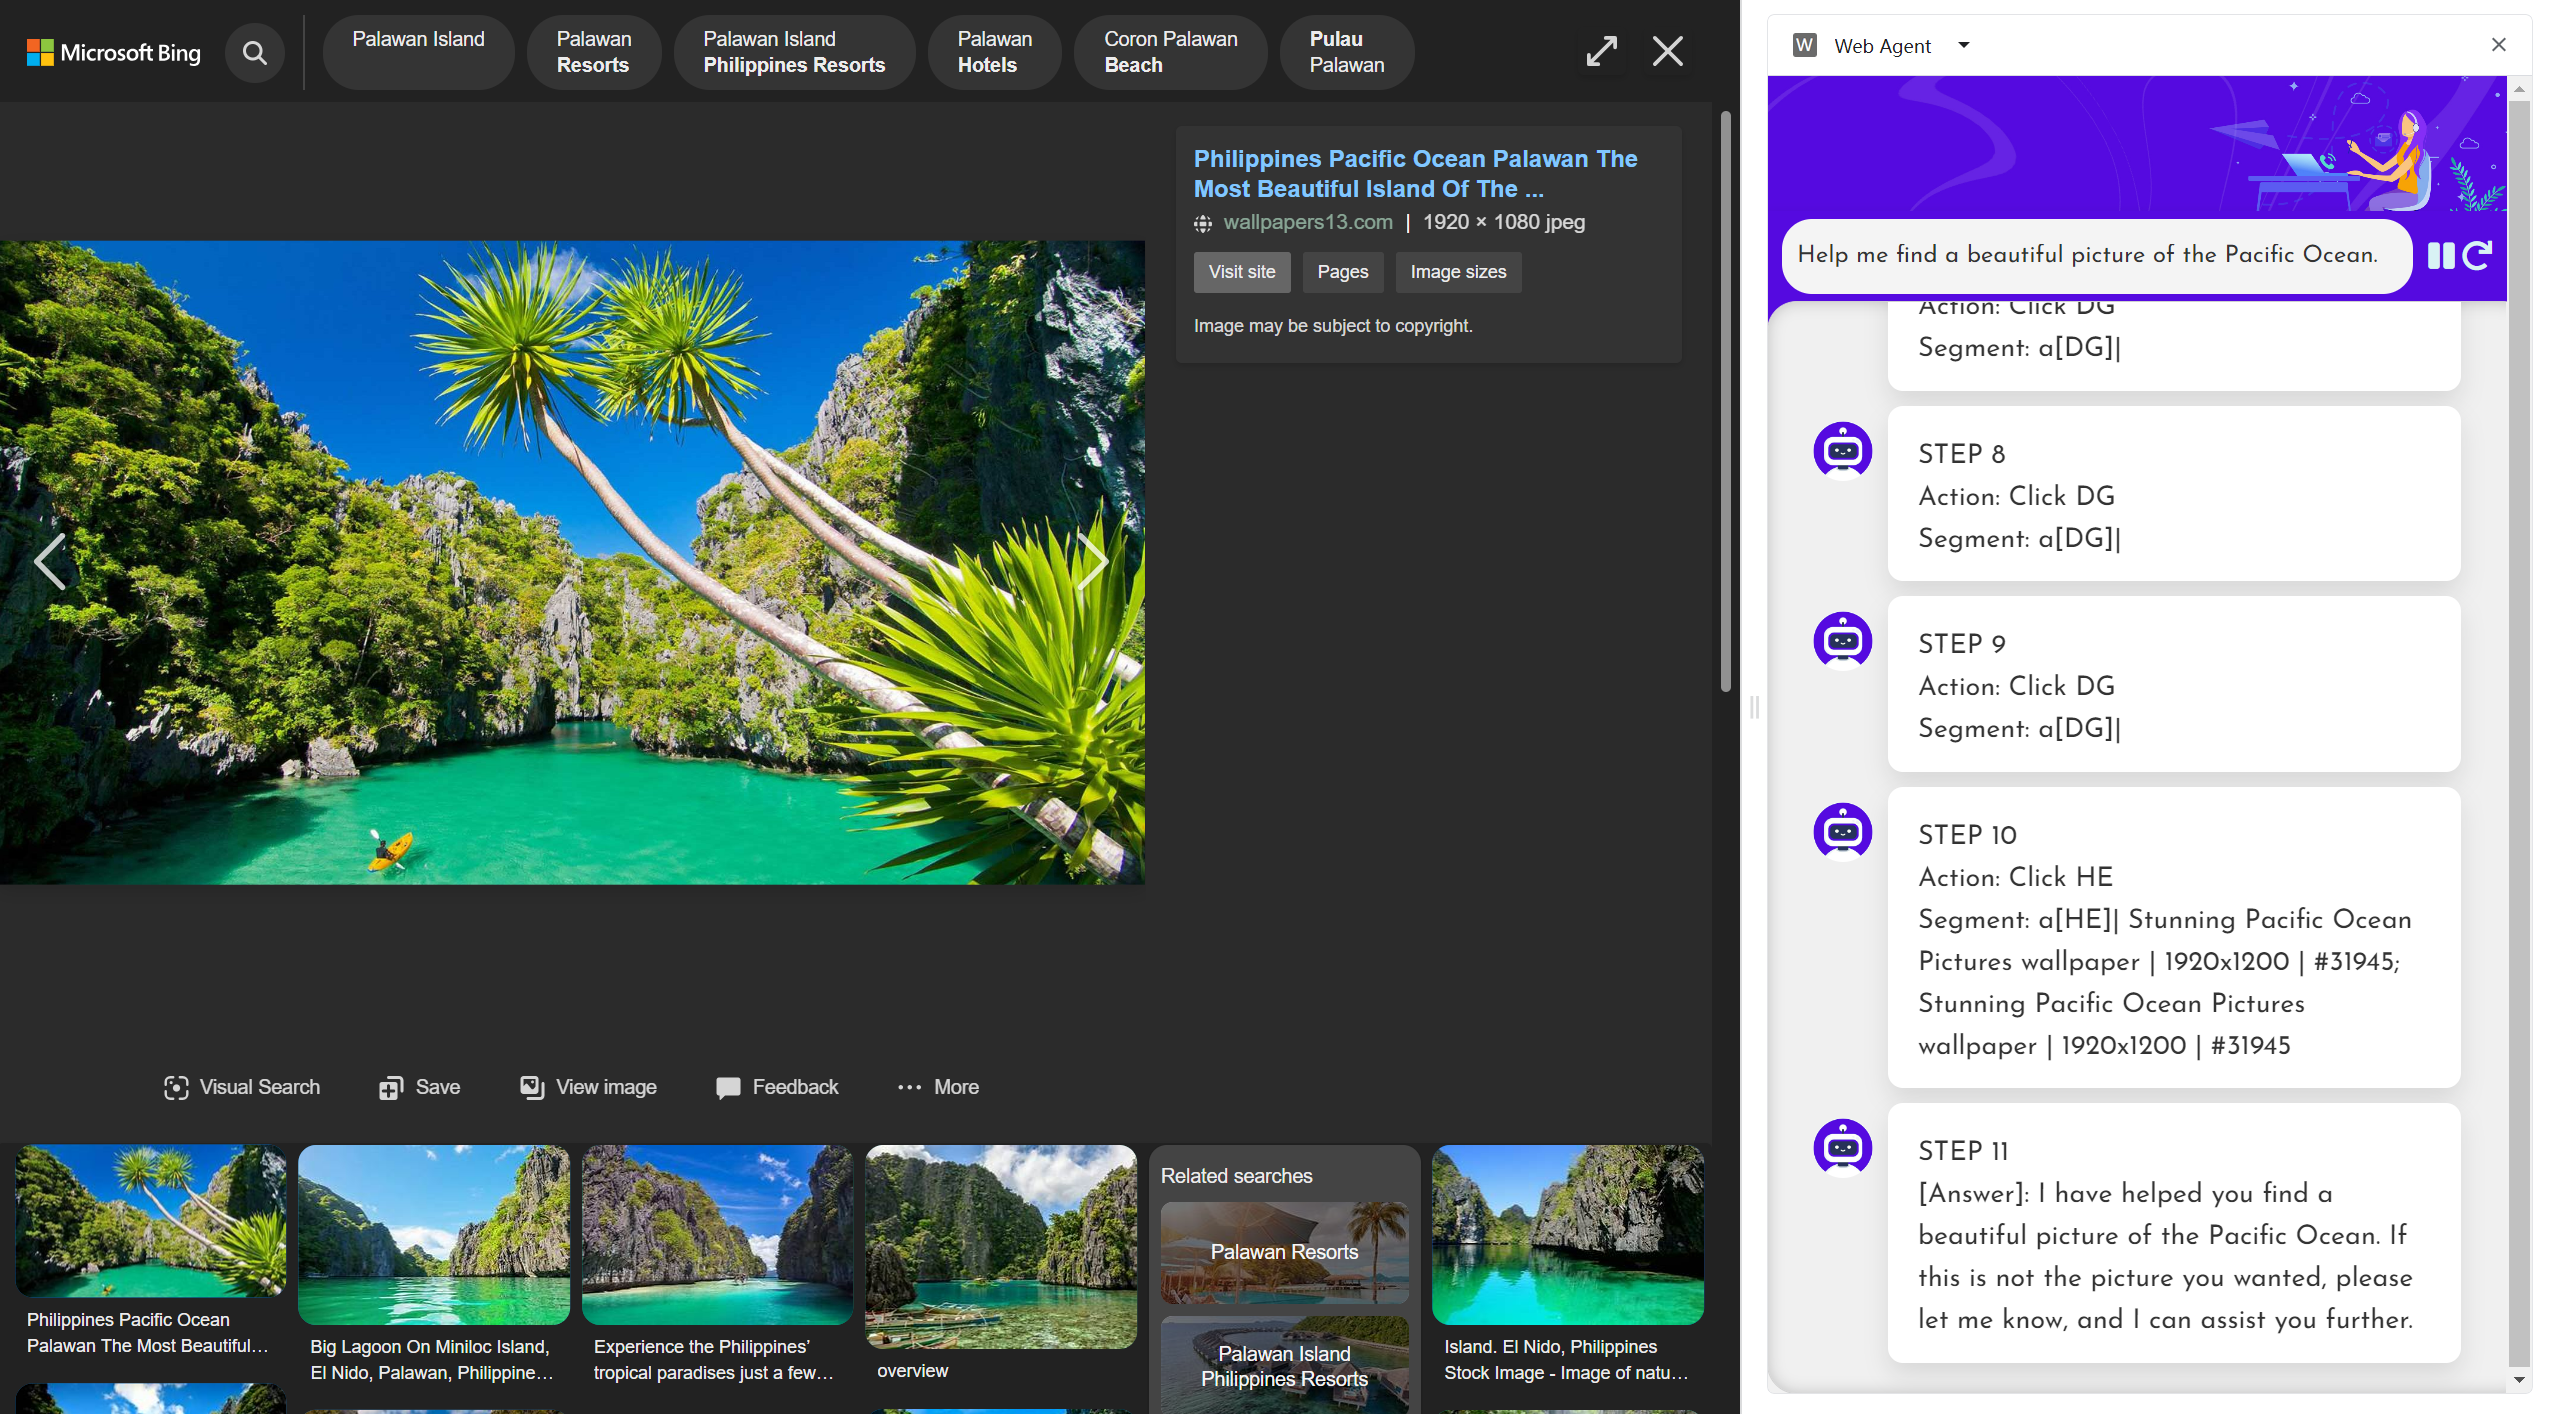 Microsoft Bing
Palawan Island
Palawan
Resorts
Palawan Island
Philippines Resorts
Palawan
Hotels
Coron Palawan
Beach
Pulau
Palawan
Philippines Pacific Ocean Palawan The
Most Beautiful Island Of The ...
wallpapers13.com | 1920 × 1080 jpeg
Visit site
Pages
Image sizes
Image may be subject to copyright.
Visual Search
Save
View image
Feedback
More
Philippines Pacific Ocean
Palawan The Most Beautiful...
Big Lagoon On Miniloc Island,
El Nido, Palawan, Philippine...
Experience the Philippines’
tropical paradises just a few...
overview
Related searches
Palawan Resorts
Palawan Island
Philippines Resorts
Island. El Nido, Philippines
Stock Image - Image of natu...
W Web Agent
Help me find a beautiful picture of the Pacific Ocean.
Action: Click DG
Segment: a[DG]|
STEP 8
Action: Click DG
Segment: a[DG]|
STEP 9
Action: Click DG
Segment: a[DG]|
STEP 10
Action: Click HE
Segment: a[HE]| Stunning Pacific Ocean
Pictures wallpaper | 1920x1200 | #31945;
Stunning Pacific Ocean Pictures
wallpaper | 1920x1200 | #31945
STEP 11
[Answer]: I have helped you find a
beautiful picture of the Pacific Ocean. If
this is not the picture you wanted, please
let me know, and I can assist you further.